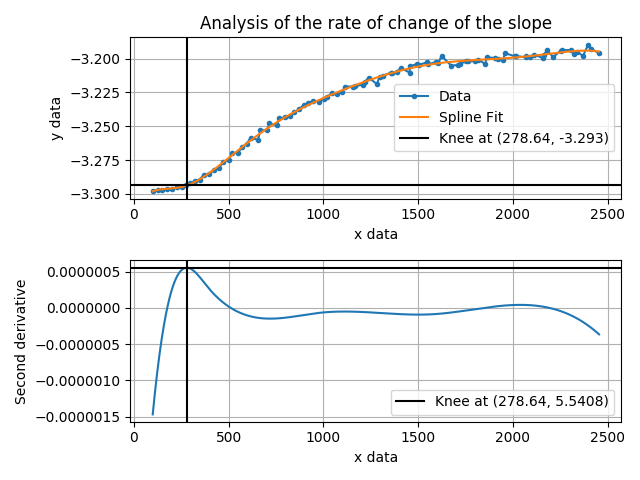 Analysis of the rate of change of the slope
−3.200
−3.225
−3.250
−3.275
−3.300
y data
Data
Spline Fit
Knee at (278.64, -3.293)
0 500 1000 1500 2000 2500
x data
0.0000005
0.0000000
−0.0000005
−0.0000010
−0.0000015
Second derivative
Knee at (278.64, 5.5408)
0 500 1000 1500 2000 2500
x data